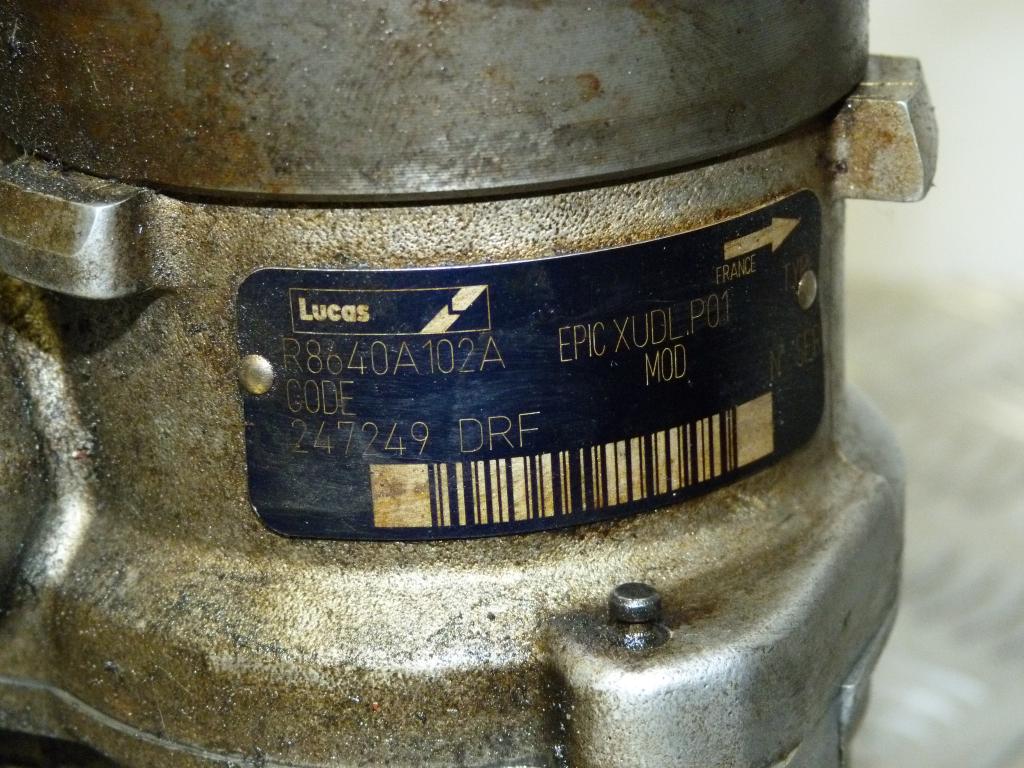 Lucas
FRANCE
R8640A102A
EPIC XUDL.P01
CODE
MOD
247249 DRF